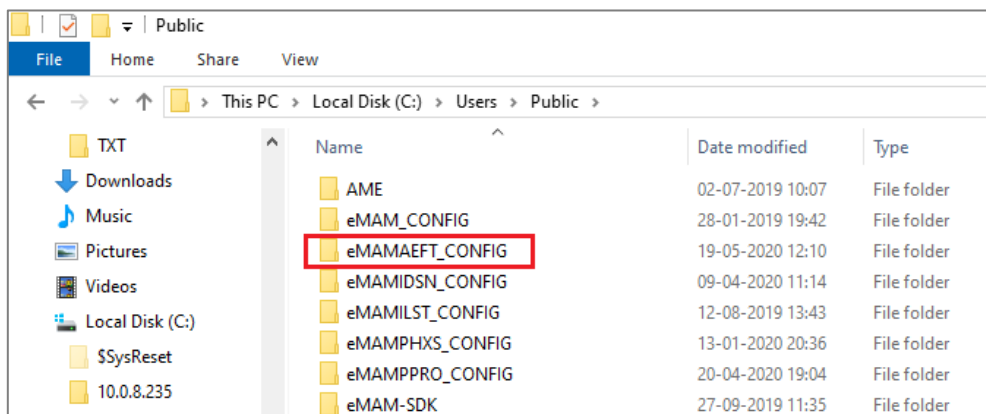 Public
File Home Share View
This PC > Local Disk (C:) > Users > Public >
TXT
Downloads
Music
Pictures
Videos
Local Disk (C:)
$SysReset
10.0.8.235
Name Date modified Type
AME 02-07-2019 10:07 File folder
eMAM_CONFIG 28-01-2019 19:42 File folder
eMAMAEFT_CONFIG 19-05-2020 12:10 File folder
eMAMIDSN_CONFIG 09-04-2020 11:14 File folder
eMAMILST_CONFIG 12-08-2019 13:43 File folder
eMAMPHXS_CONFIG 13-01-2020 20:36 File folder
eMAMPPRO_CONFIG 20-04-2020 19:04 File folder
eMAM-SDK 27-09-2019 11:35 File folder